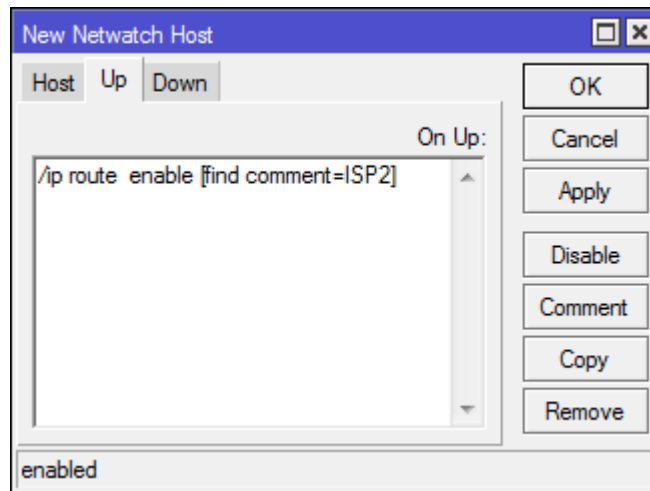 New Netwatch Host
Host Up Down
On Up:
/ip route  enable [find comment=ISP2]
OK
Cancel
Apply
Disable
Comment
Copy
Remove
enabled